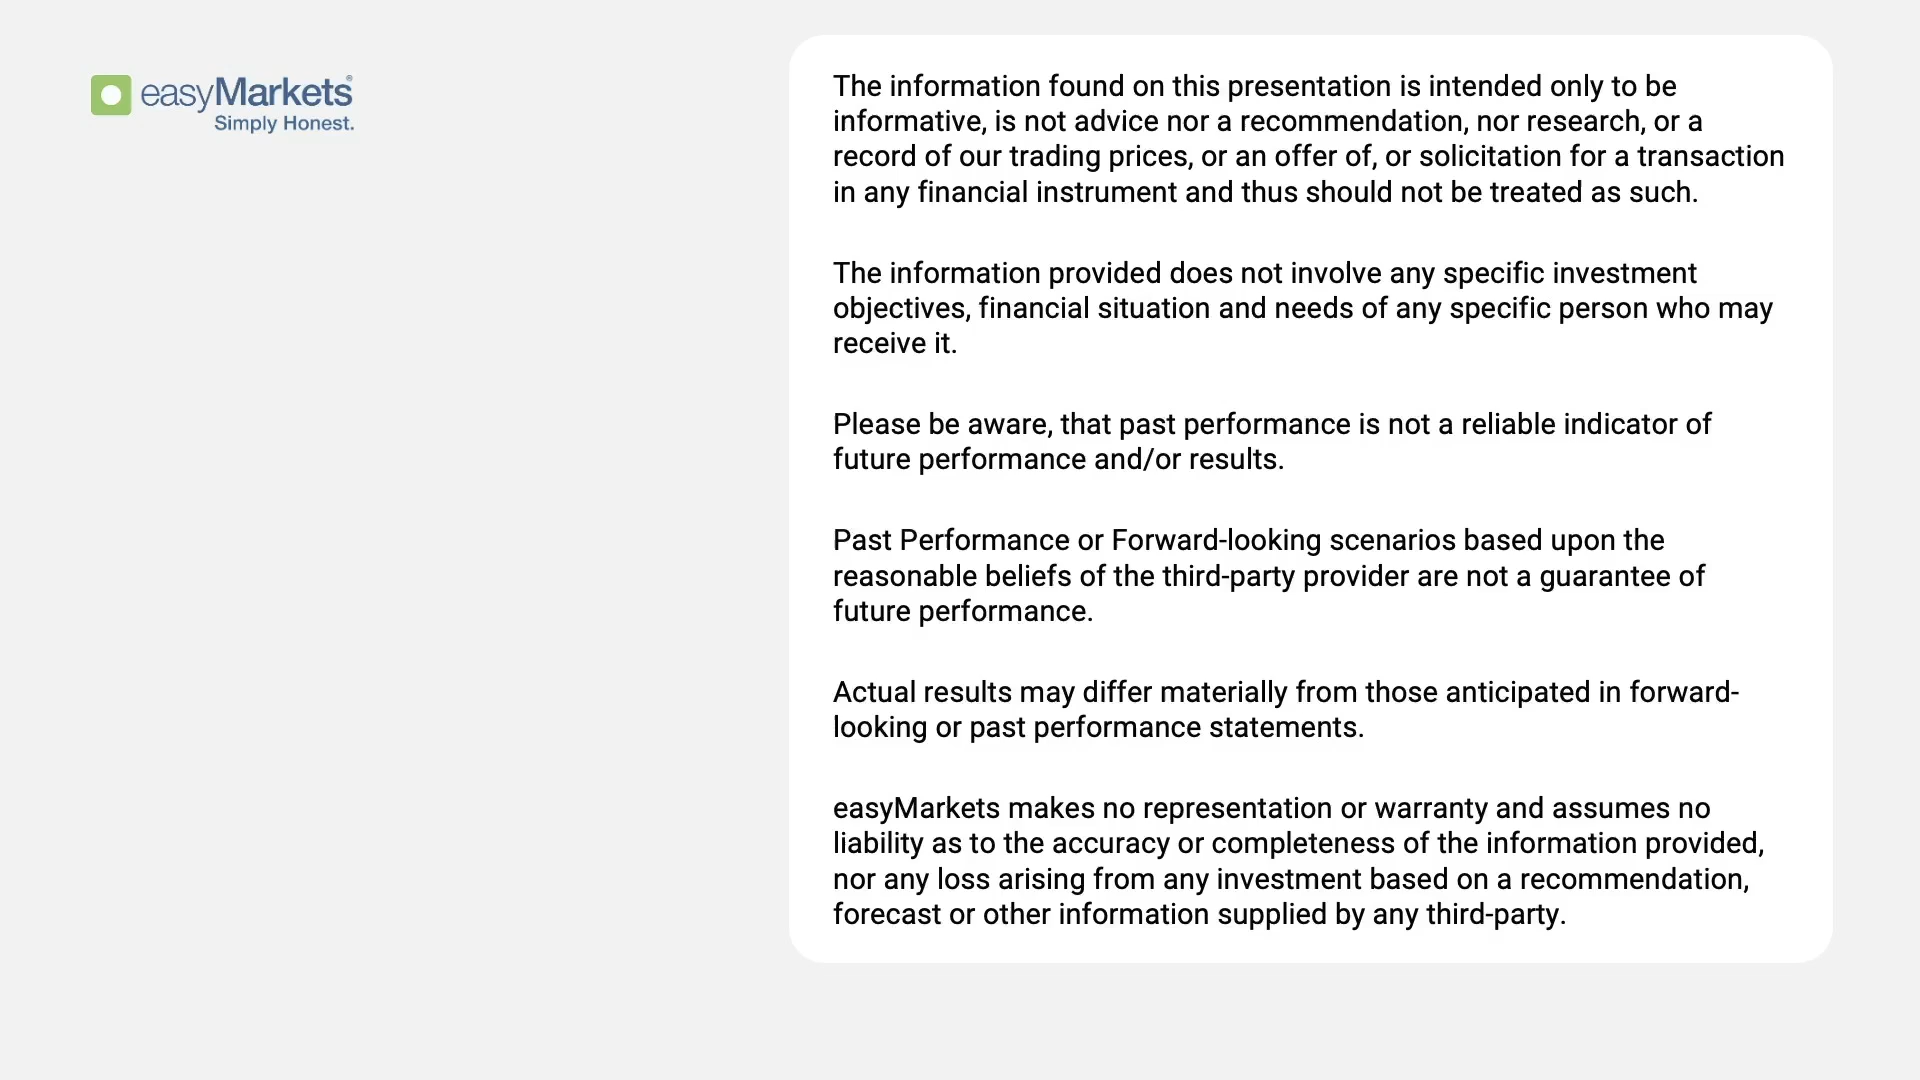 easyMarkets®
Simply Honest.
The information found on this presentation is intended only to be
informative, is not advice nor a recommendation, nor research, or a
record of our trading prices, or an offer of, or solicitation for a transaction
in any financial instrument and thus should not be treated as such.
The information provided does not involve any specific investment
objectives, financial situation and needs of any specific person who may
receive it.
Please be aware, that past performance is not a reliable indicator of
future performance and/or results.
Past Performance or Forward-looking scenarios based upon the
reasonable beliefs of the third-party provider are not a guarantee of
future performance.
Actual results may differ materially from those anticipated in forward-
looking or past performance statements.
easyMarkets makes no representation or warranty and assumes no
liability as to the accuracy or completeness of the information provided,
nor any loss arising from any investment based on a recommendation,
forecast or other information supplied by any third-party.